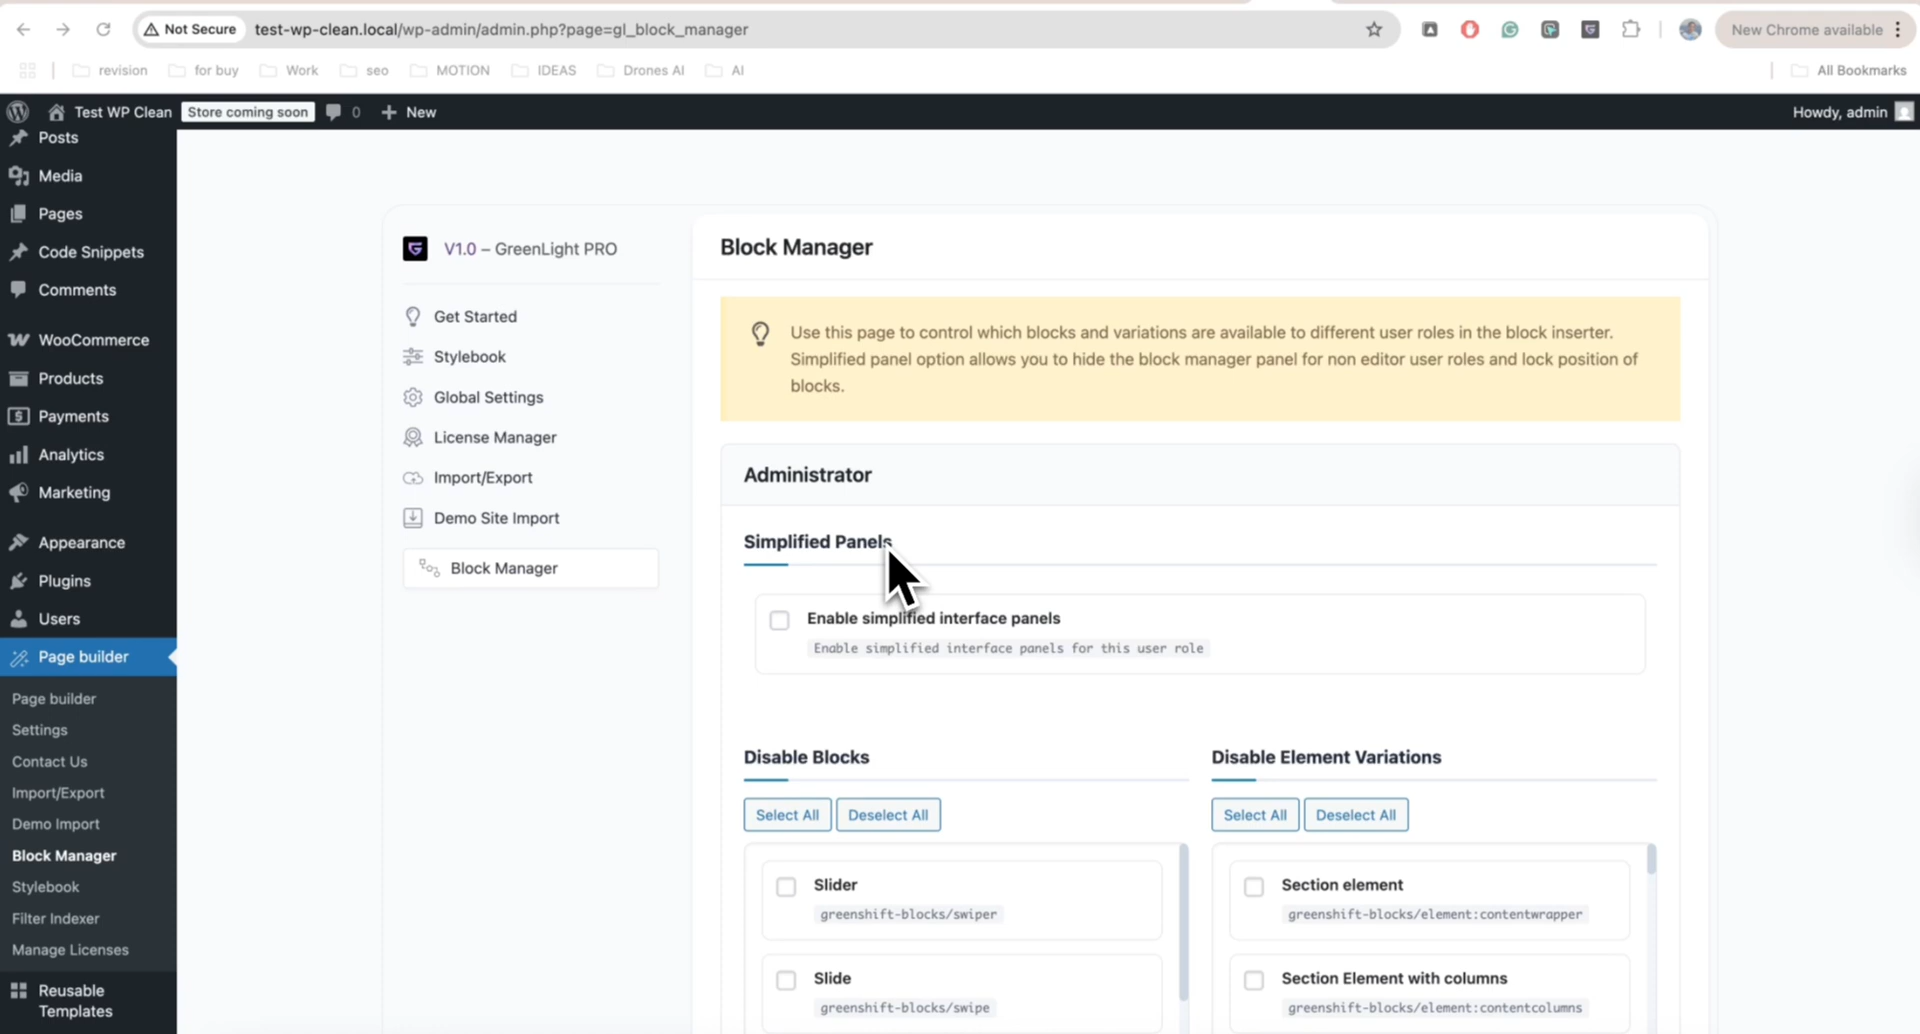 Not Secure
test-wp-clean.local/wp-admin/admin.php?page=gl_block_manager
New Chrome available
revision
for buy
Work
seo
MOTION
IDEAS
Drones AI
AI
All Bookmarks
Test WP Clean
Store coming soon
0
New
Howdy, admin
Posts
Media
Pages
Code Snippets
Comments
WooCommerce
Products
Payments
Analytics
Marketing
Appearance
Plugins
Users
Page builder
Page builder
Settings
Contact Us
Import/Export
Demo Import
Block Manager
Stylebook
Filter Indexer
Manage Licenses
Reusable
Templates
V1.0 – GreenLight PRO
Get Started
Stylebook
Global Settings
License Manager
Import/Export
Demo Site Import
Block Manager
Block Manager
Use this page to control which blocks and variations are available to different user roles in the block inserter.
Simplified panel option allows you to hide the block manager panel for non editor user roles and lock position of
blocks.
Administrator
Simplified Panels
Enable simplified interface panels
Enable simplified interface panels for this user role
Disable Blocks
Select All
Deselect All
Slider
greenshift-blocks/swiper
Slide
greenshift-blocks/swipe
Disable Element Variations
Select All
Deselect All
Section element
greenshift-blocks/element:contentwrapper
Section Element with columns
greenshift-blocks/element:contentcolumns